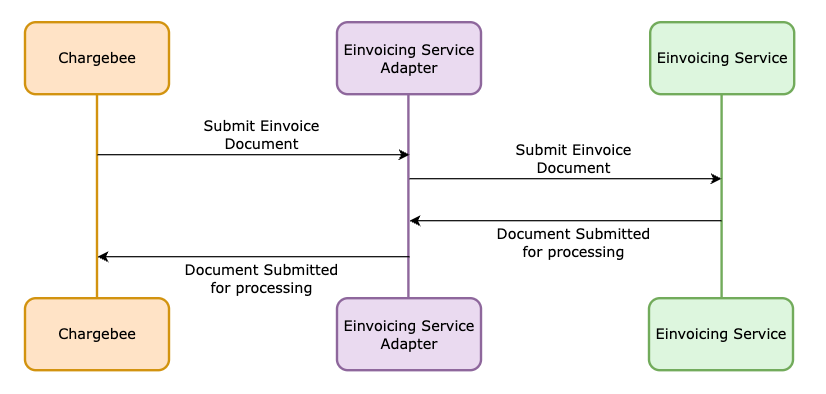 Chargebee
Einvoicing Service
Adapter
Einvoicing Service
Submit Einvoice
Document
Submit Einvoice
Document
Document Submitted
for processing
Document Submitted
for processing
Chargebee
Einvoicing Service
Adapter
Einvoicing Service